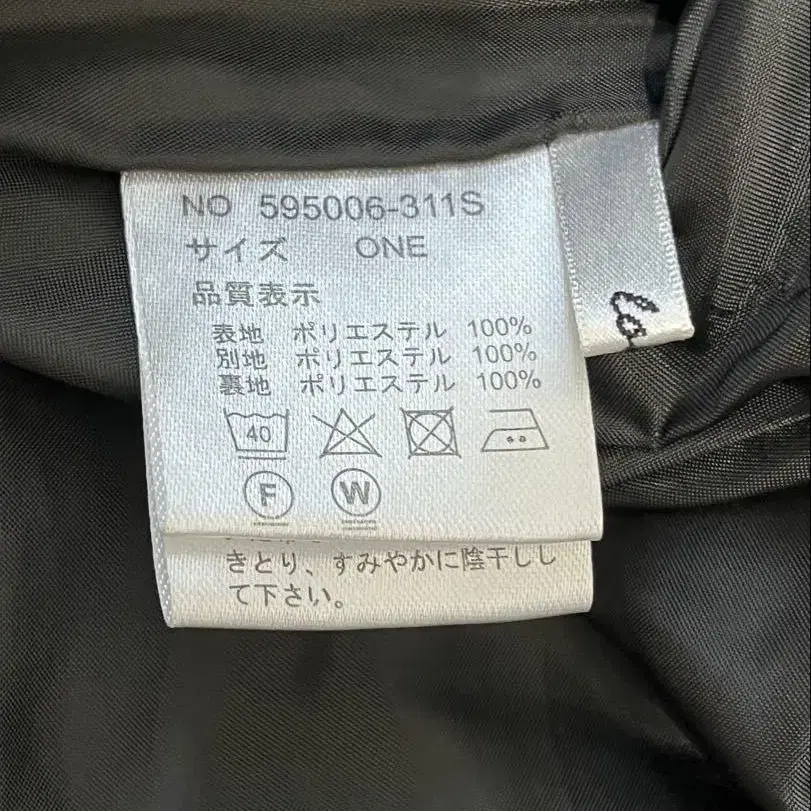 NO 595006-311S
サイズ ONE
品質表示
表地 ポリエステル 100%
別地 ポリエステル 100%
裏地 ポリエステル 100%
40
F W
きとり、すみやかに陰干しし
て下さい。